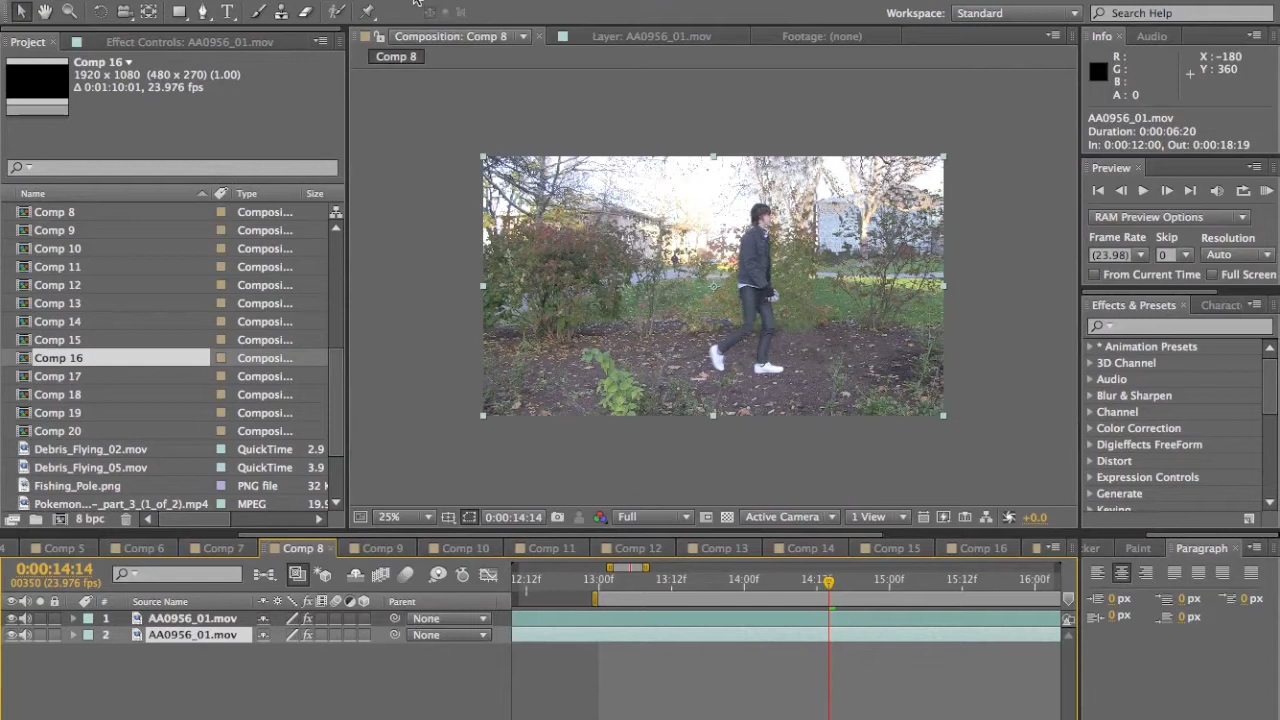 Workspace: Standard
Search Help
Project
Effect Controls: AA0956_01.mov
Composition: Comp 8
Layer: AA0956_01.mov
Footage: (none)
Info
Audio
Comp 16
1920 x 1080 (480 x 270) (1.00)
Δ 0:01:10:01, 23.976 fps
Comp 8
R :
G :
B :
A : 0
X : -180
Y : 360
AA0956_01.mov
Duration: 0:00:06:20
In: 0:00:12:00, Out: 0:00:18:19
Preview
RAM Preview Options
Frame Rate
Skip
Resolution
(23.98)
0
Auto
From Current Time
Full Screen
Name
Type
Size
Comp 8
Composi...
Comp 9
Composi...
Comp 10
Composi...
Comp 11
Composi...
Comp 12
Composi...
Comp 13
Composi...
Comp 14
Composi...
Comp 15
Composi...
Comp 16
Composi...
Comp 17
Composi...
Comp 18
Composi...
Comp 19
Composi...
Comp 20
Composi...
Debris_Flying_02.mov
QuickTime
2.9
Debris_Flying_05.mov
QuickTime
3.9
Fishing_Pole.png
PNG file
32
Pokemon...-_part_3_(1_of_2).mp4
MPEG
19.
8 bpc
Effects & Presets
Charact
* Animation Presets
3D Channel
Audio
Blur & Sharpen
Channel
Color Correction
Digieffects FreeForm
Distort
Expression Controls
Generate
25%
0:00:14:14
Full
Active Camera
1 View
+0.0
4
Comp 5
Comp 6
Comp 7
Comp 8
Comp 9
Comp 10
Comp 11
Comp 12
Comp 13
Comp 14
Comp 15
Comp 16
cker
Paint
Paragraph
0:00:14:14
00350 (23.976 fps)
12:12f
13:00f
13:12f
14:00f
15:00f
15:12f
16:00f
#
Source Name
Parent
1
AA0956_01.mov
None
2
AA0956_01.mov
None
0 px
0 px
0 px
0 px
0 px